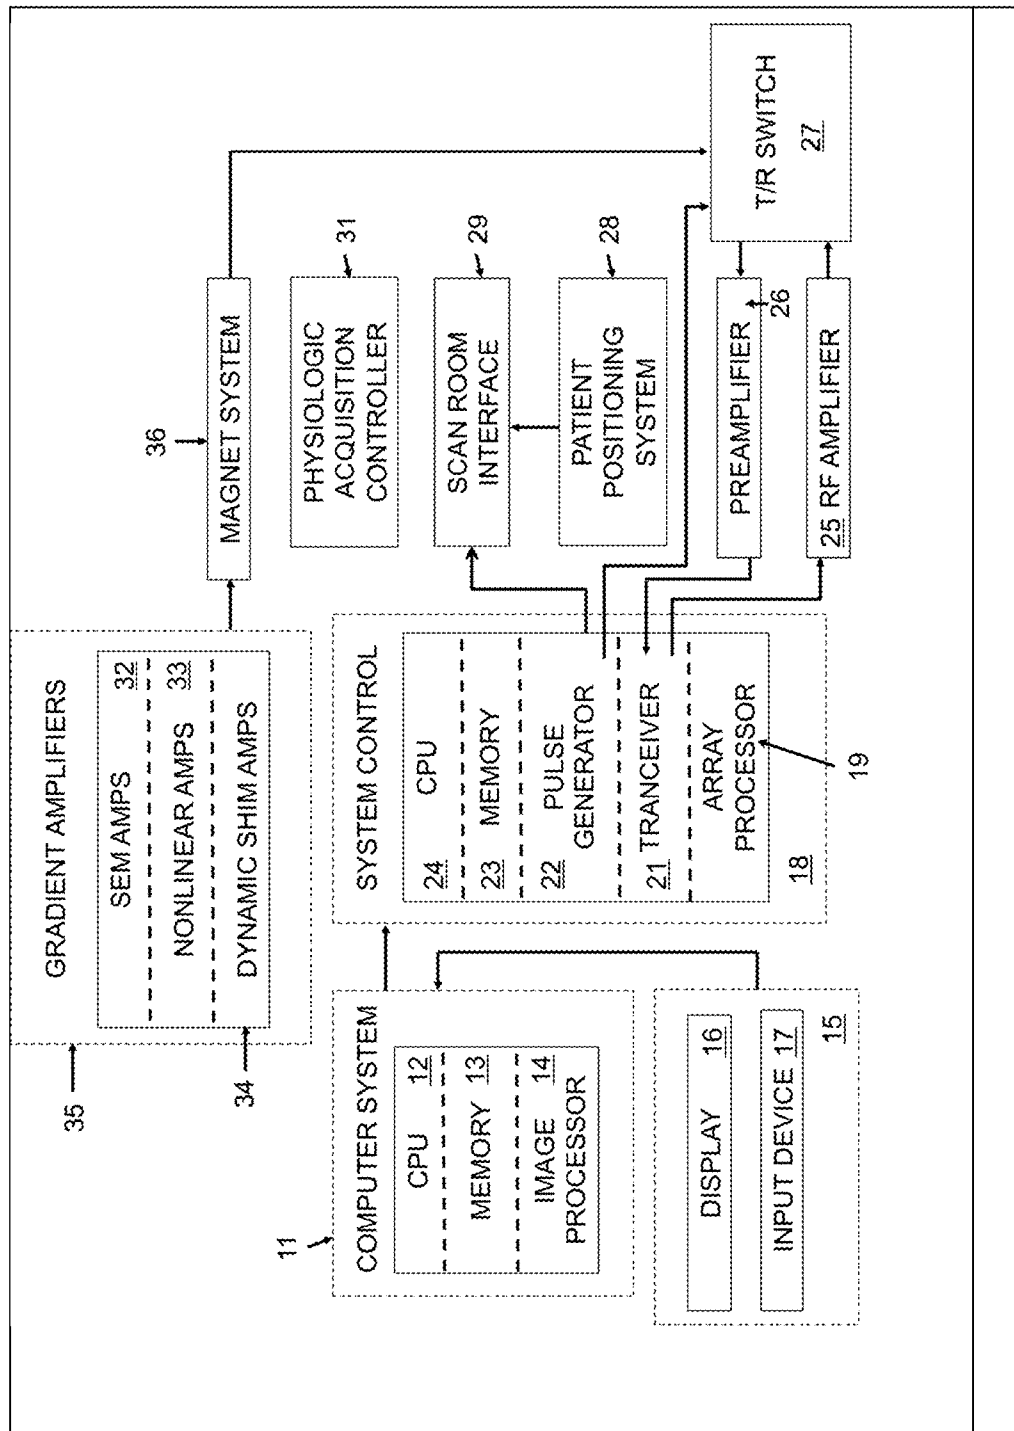 35
GRADIENT AMPLIFIERS
SEM AMPS 32
NONLINEAR AMPS 33
DYNAMIC SHIM AMPS
34
36
MAGNET SYSTEM
11
COMPUTER SYSTEM
CPU 12
MEMORY 13
IMAGE 14
PROCESSOR
SYSTEM CONTROL
24 CPU
23 MEMORY
22 PULSE
GENERATOR
21 TRANCEIVER
ARRAY
PROCESSOR
18
19
PHYSIOLOGIC
ACQUISITION
CONTROLLER
31
SCAN ROOM
INTERFACE
29
PATIENT
POSITIONING
SYSTEM
28
DISPLAY 16
INPUT DEVICE 17
15
PREAMPLIFIER
26
25 RF AMPLIFIER
T/R SWITCH
27